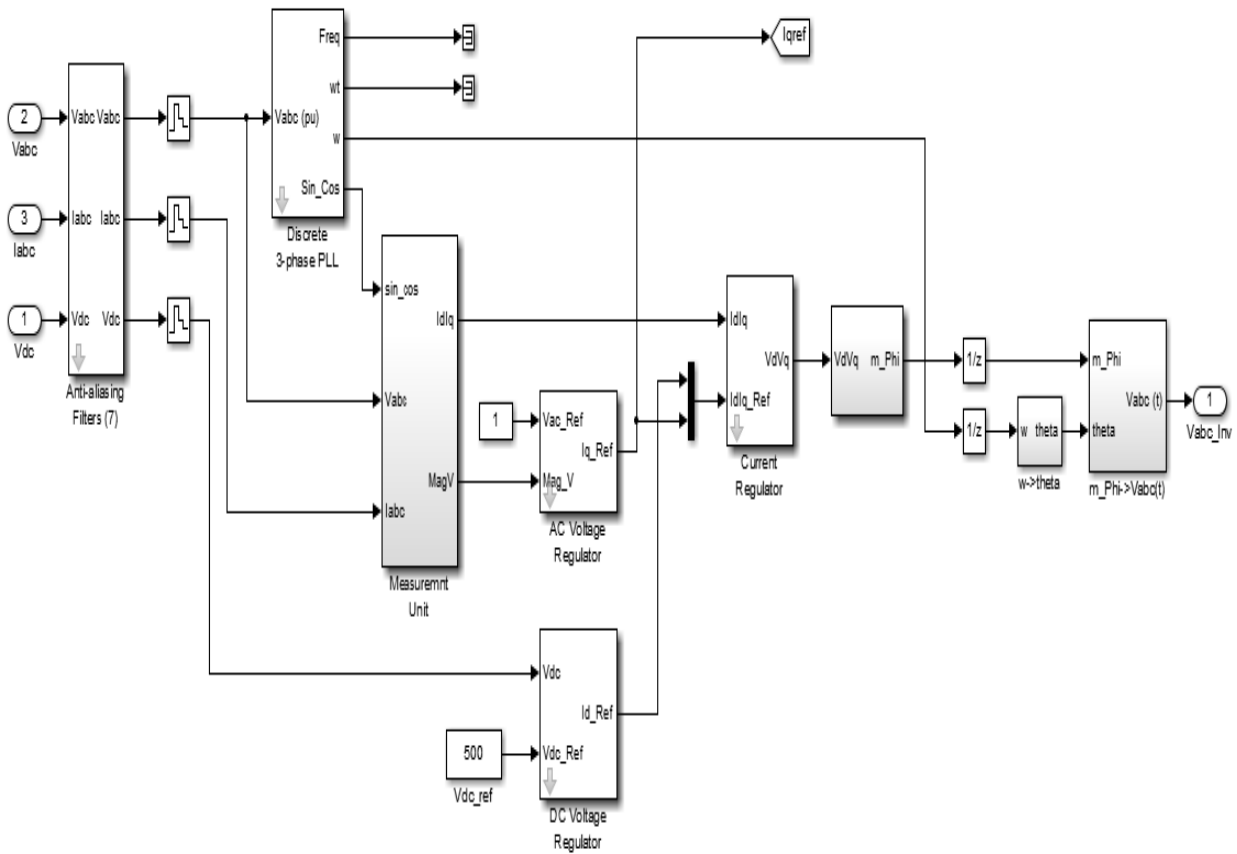 Freq
wt
Vabc (pu)
w
Sin_Cos
Discrete
3-phase PLL
Iqref
2
Vabc
3
Iabc
1
Vdc
Vabc Vabc
Iabc Iabc
Vdc Vdc
Anti-aliasing
Filters (7)
sin_cos
IdIq
Vabc
MagV
Iabc
Measuremnt
Unit
1
Vac_Ref
Iq_Ref
Mag_V
AC Voltage
Regulator
IdIq
VdVq
IdIq_Ref
Current
Regulator
VdVq m_Phi
1/z
1/z
w theta
w->theta
m_Phi
Vabc (t)
theta
m_Phi->Vabc(t)
1
Vabc_Inv
Vdc
Id_Ref
Vdc_Ref
500
Vdc_ref
DC Voltage
Regulator